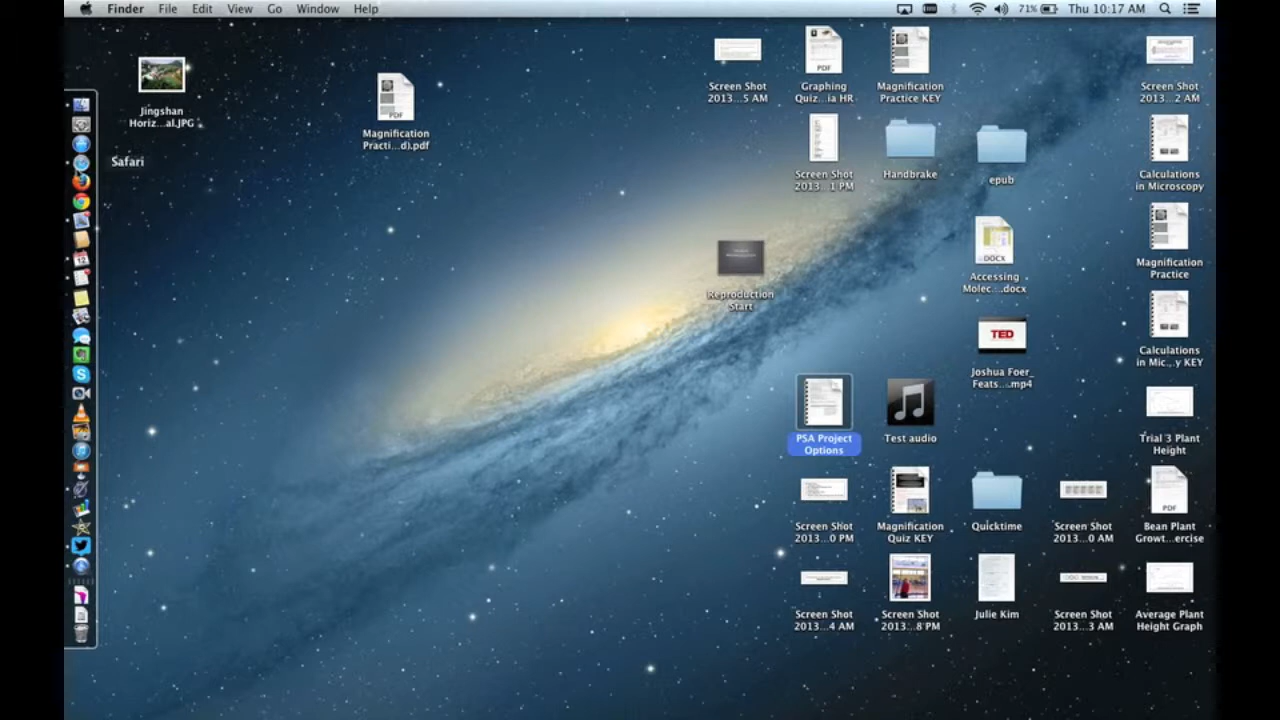 Finder File Edit View Go Window Help
71% Thu 10:17 AM
Jingshan
Horiz...al.JPG
PDF
Magnification
Practi...d).pdf
Safari
Screen Shot
2013...5 AM
PDF
Graphing
Quiz...ia HR
Magnification
Practice KEY
Screen Shot
2013...2 AM
Screen Shot
2013...1 PM
Handbrake
epub
Calculations
in Microscopy
Reproduction
Start
DOCX
Accessing
Molec....docx
Magnification
Practice
TED
Joshua Foer_
Feats....mp4
Calculations
in Mic...y KEY
PSA Project
Options
Test audio
Trial 3 Plant
Height
Screen Shot
2013...0 PM
Magnification
Quiz KEY
Quicktime
Screen Shot
2013...0 AM
PDF
Bean Plant
Growt...ercise
Screen Shot
2013...4 AM
Screen Shot
2013...8 PM
Julie Kim
Screen Shot
2013...3 AM
Average Plant
Height Graph